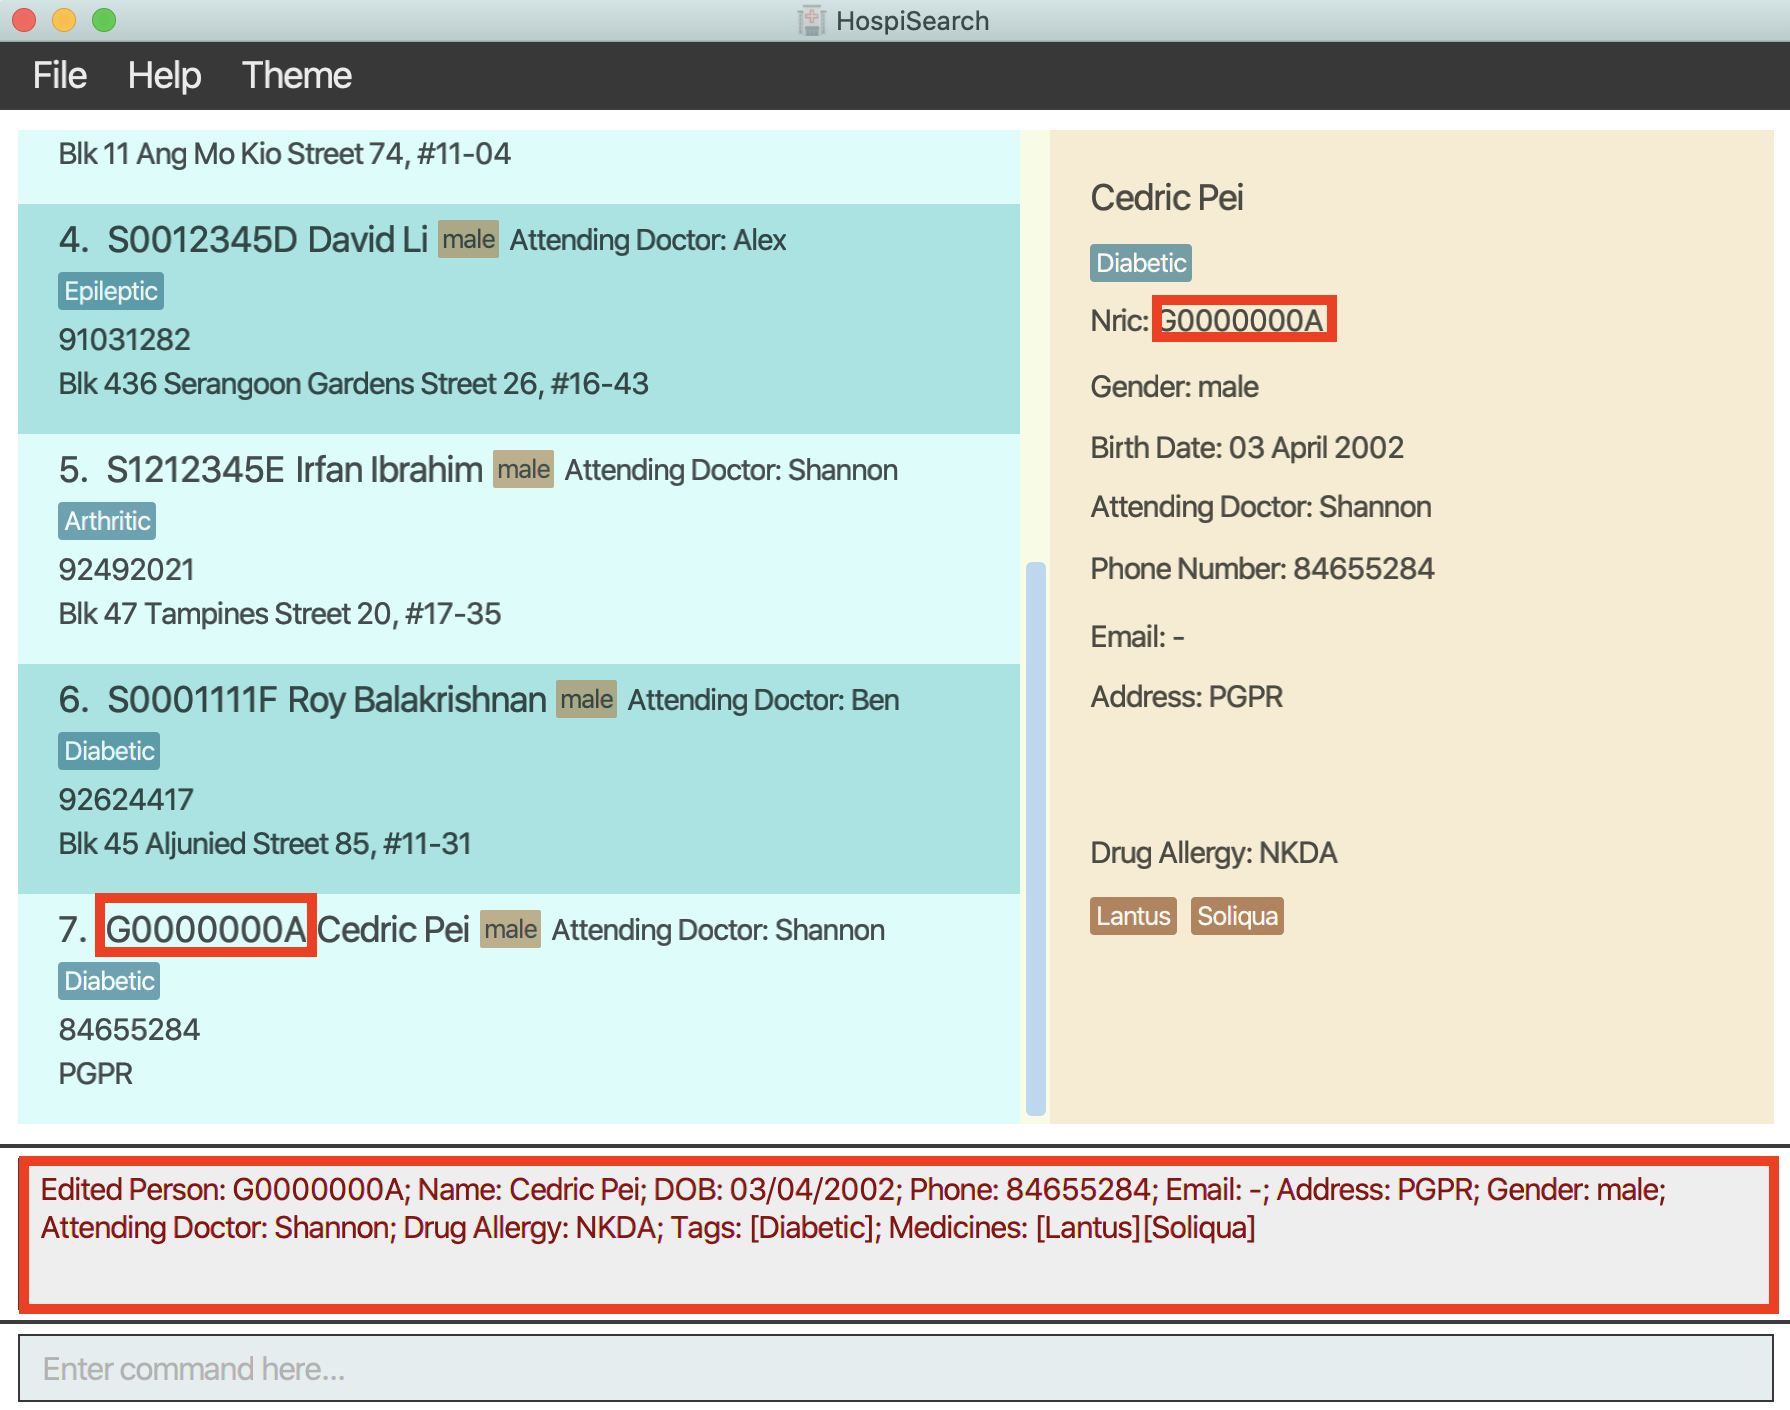 HospiSearch
File Help Theme
Blk 11 Ang Mo Kio Street 74, #11-04
4. S0012345D David Li male Attending Doctor: Alex
Epileptic
91031282
Blk 436 Serangoon Gardens Street 26, #16-43
5. S1212345E Irfan Ibrahim male Attending Doctor: Shannon
Arthritic
92492021
Blk 47 Tampines Street 20, #17-35
6. S0001111F Roy Balakrishnan male Attending Doctor: Ben
Diabetic
92624417
Blk 45 Aljunied Street 85, #11-31
7. G0000000A Cedric Pei male Attending Doctor: Shannon
Diabetic
84655284
PGPR
Cedric Pei
Diabetic
Nric: G0000000A
Gender: male
Birth Date: 03 April 2002
Attending Doctor: Shannon
Phone Number: 84655284
Email: -
Address: PGPR
Drug Allergy: NKDA
Lantus Soliqua
Edited Person: G0000000A; Name: Cedric Pei; DOB: 03/04/2002; Phone: 84655284; Email: -; Address: PGPR; Gender: male;
Attending Doctor: Shannon; Drug Allergy: NKDA; Tags: [Diabetic]; Medicines: [Lantus][Soliqua]
Enter command here...